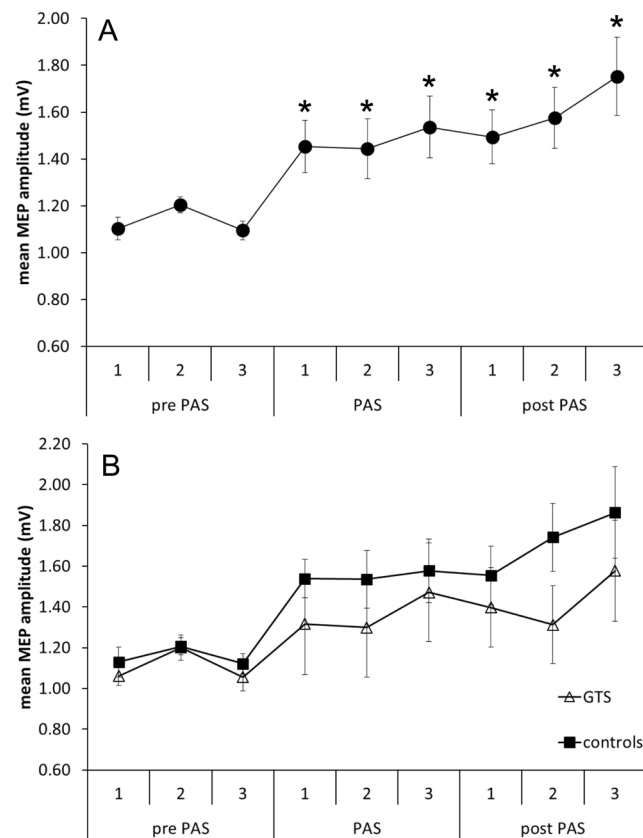 A
mean MEP amplitude (mV)
2.00
1.80
1.60
1.40
1.20
1.00
0.80
0.60
* * * * * *
1 2 3 1 2 3 1 2 3
pre PAS PAS post PAS
B
mean MEP amplitude (mV)
2.20
2.00
1.80
1.60
1.40
1.20
1.00
0.80
0.60
GTS
controls
1 2 3 1 2 3 1 2 3
pre PAS PAS post PAS